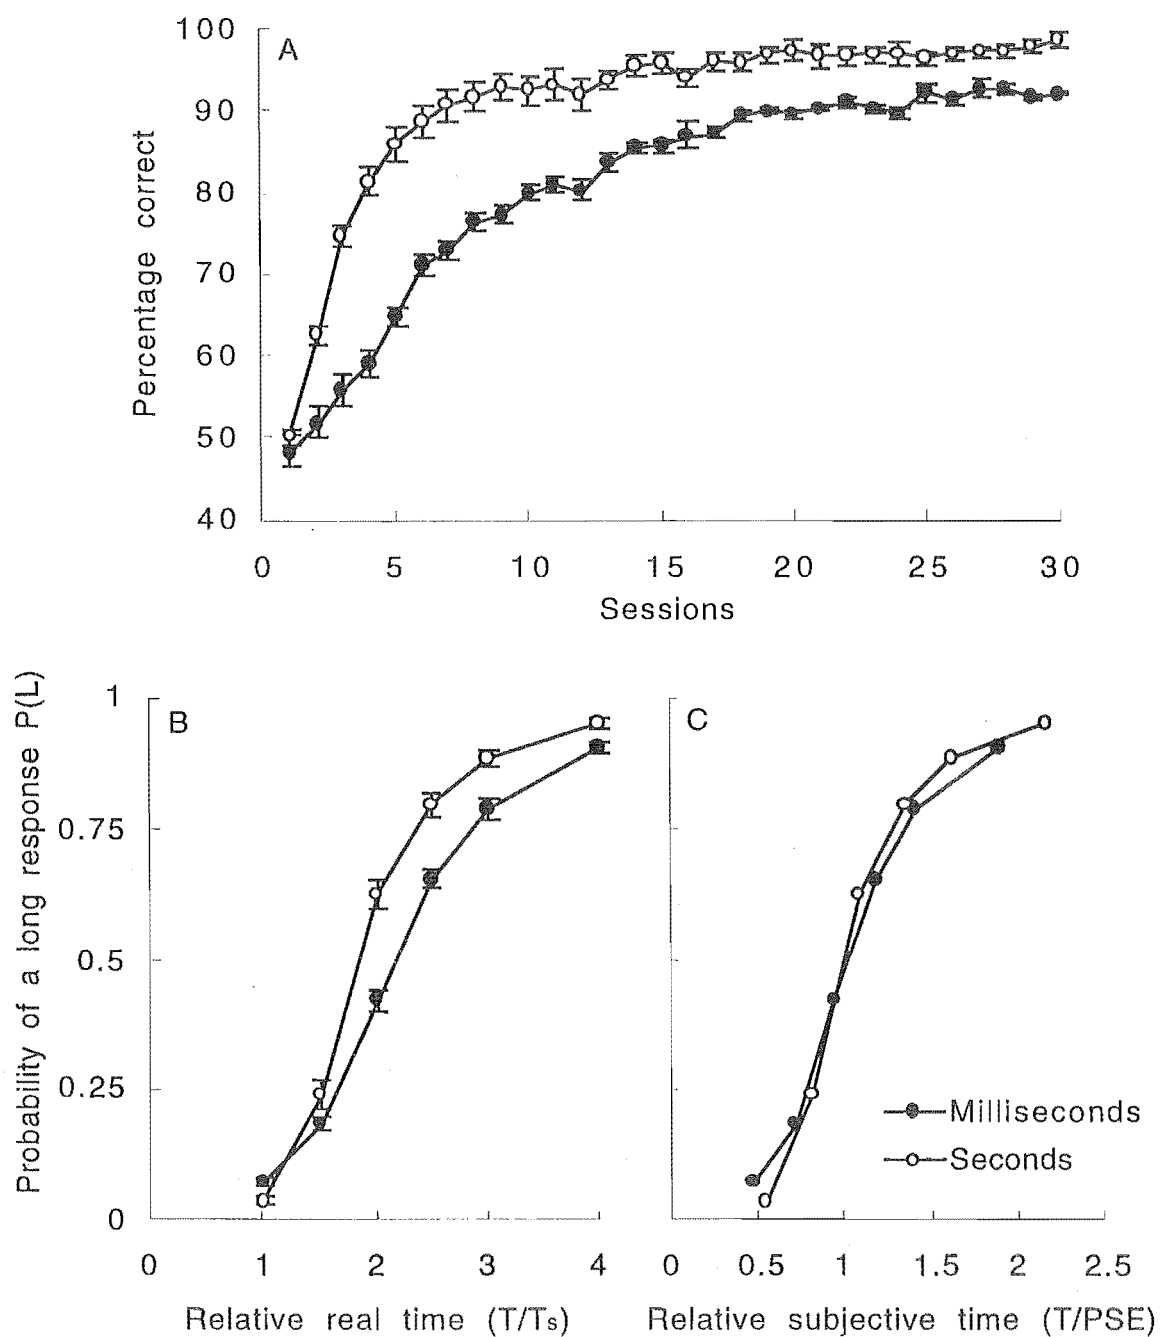 A
100
90
80
70
60
50
40
Percentage correct
0 5 10 15 20 25 30
Sessions
B
1
0.75
0.5
0.25
0
Probability of a long response P(L)
0 1 2 3 4
Relative real time (T/Ts)
C
Milliseconds
Seconds
0 0.5 1 1.5 2 2.5
Relative subjective time (T/PSE)